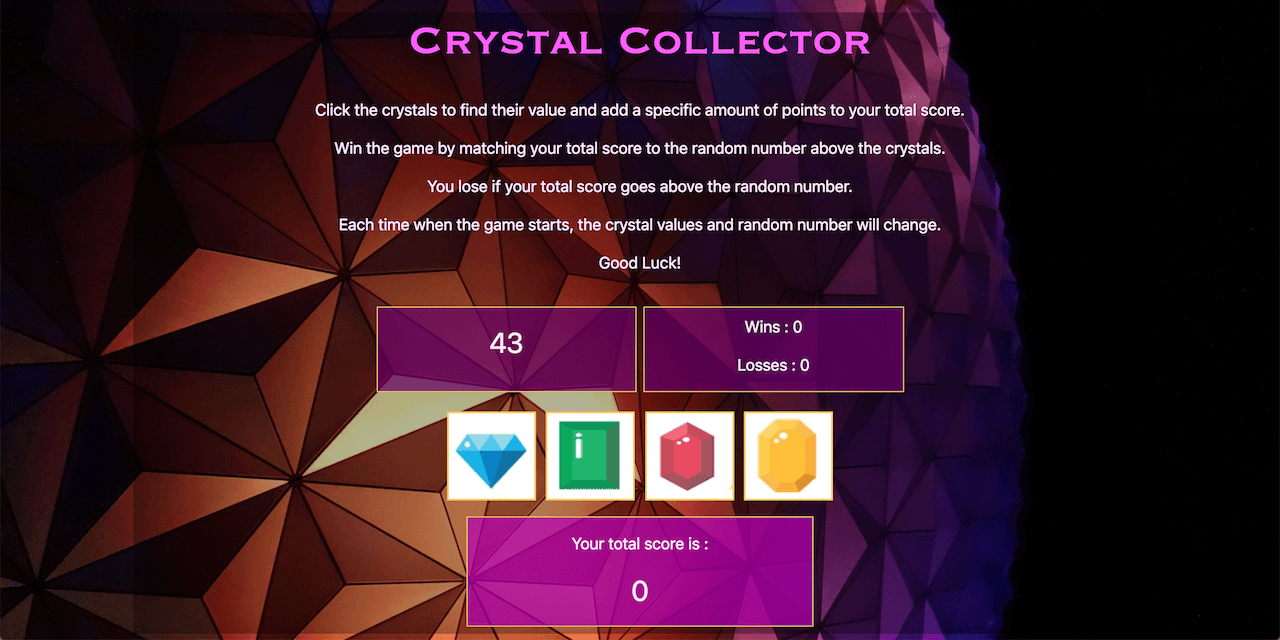 Crystal Collector
Click the crystals to find their value and add a specific amount of points to your total score.
Win the game by matching your total score to the random number above the crystals.
You lose if your total score goes above the random number.
Each time when the game starts, the crystal values and random number will change.
Good Luck!
43
Wins : 0
Losses : 0
Your total score is :
0